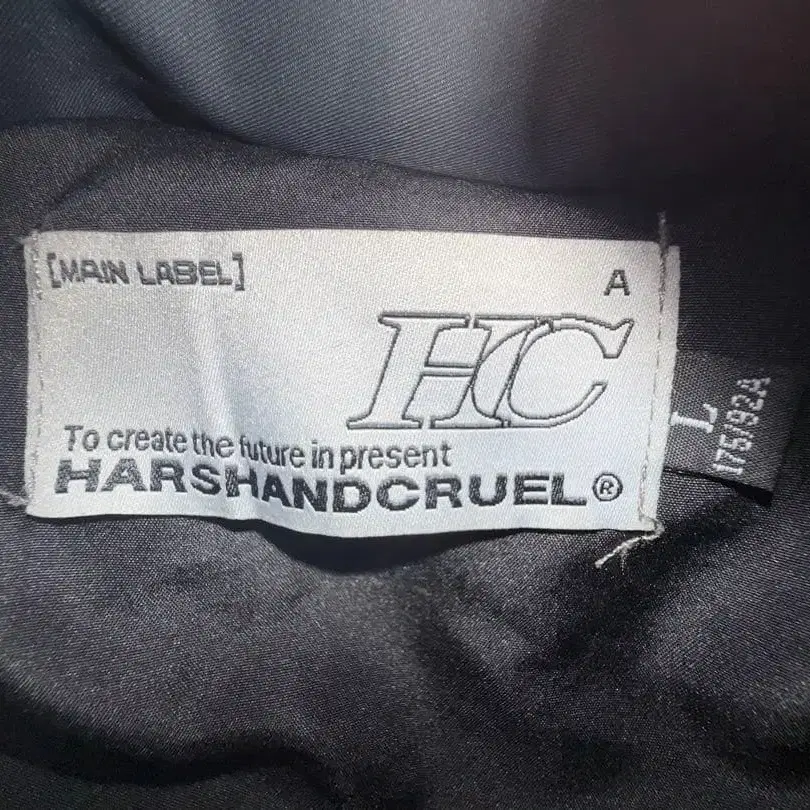 [MAIN LABEL]
A
HC
To create the future in present
HARSHANDCRUEL®
L
175/92A